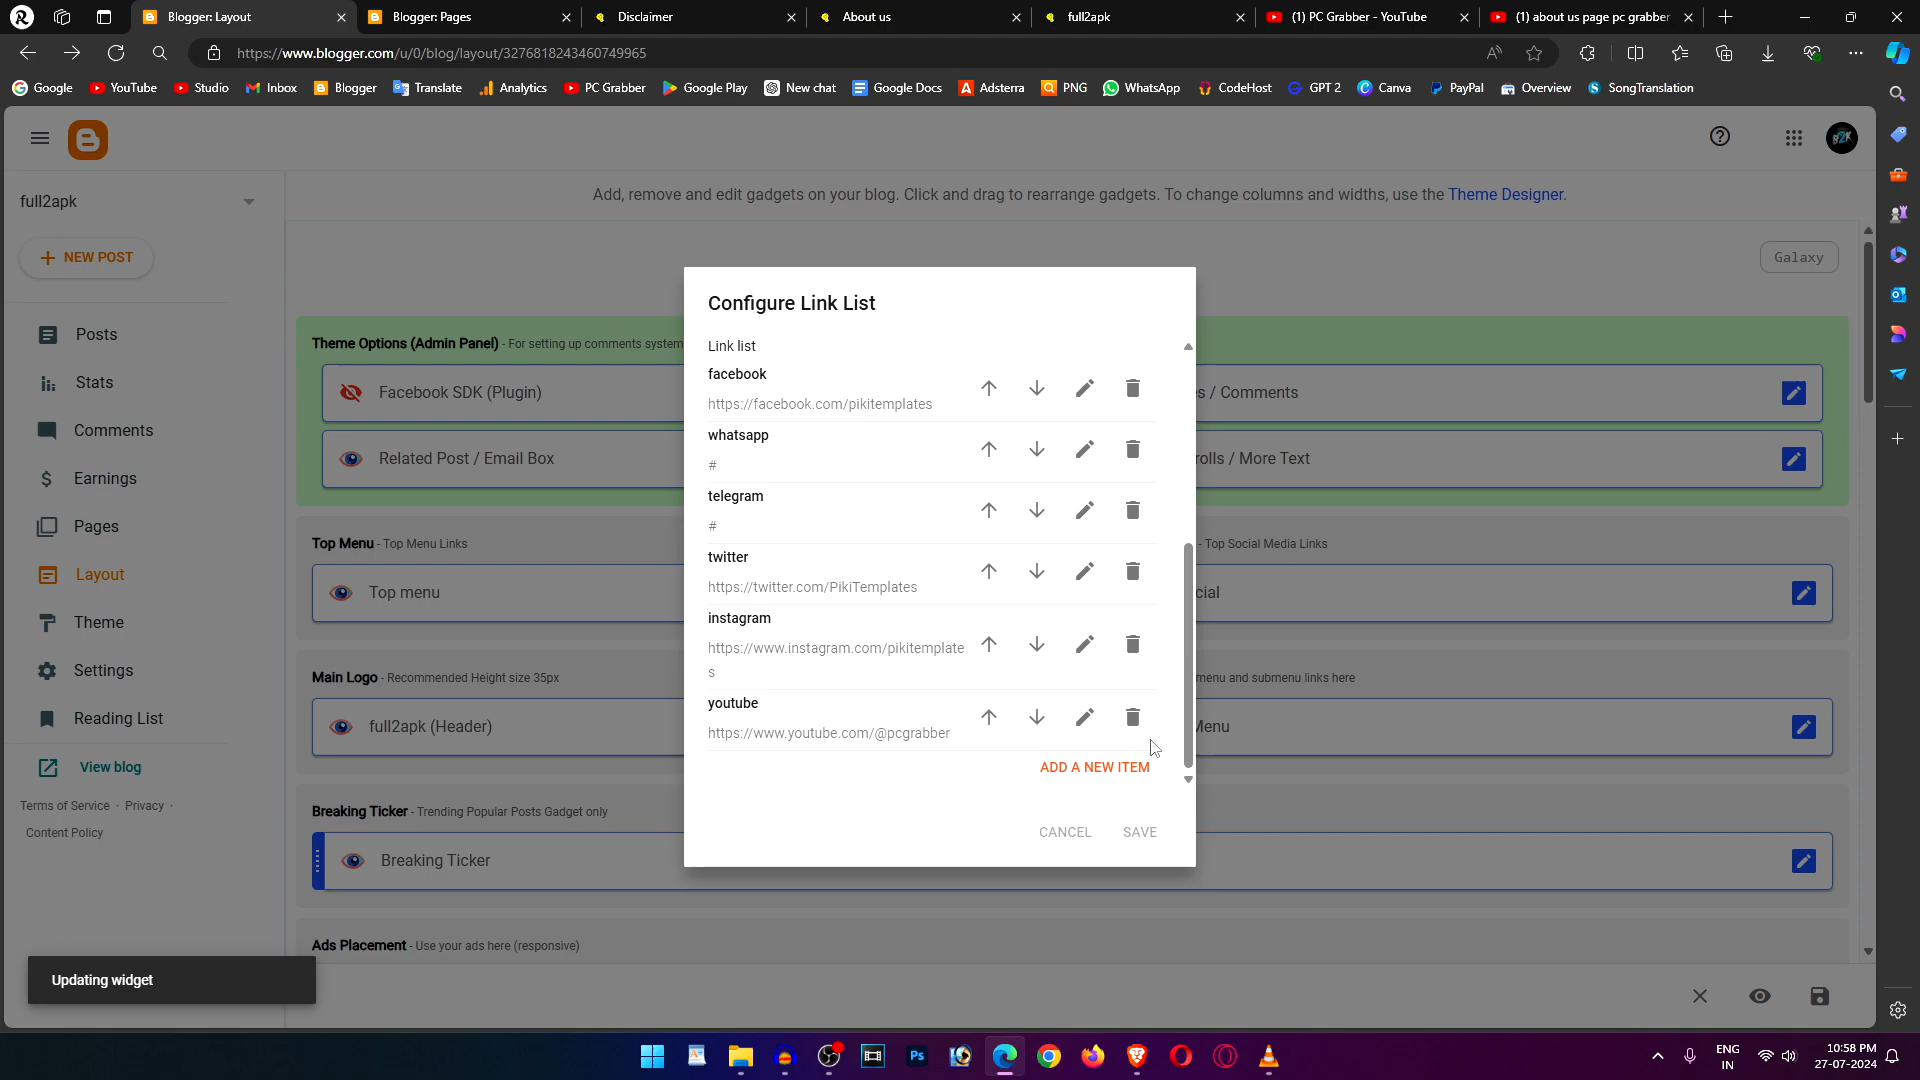 Blogger: Layout
Blogger: Pages
Disclaimer
About us
full2apk
(1) PC Grabber - YouTube
(1) about us page pc grabber
https://www.blogger.com/u/0/blog/layout/3276818243460749965
Google
YouTube
Studio
Inbox
Blogger
Translate
Analytics
PC Grabber
Google Play
New chat
Google Docs
Adsterra
PNG
WhatsApp
CodeHost
GPT 2
Canva
PayPal
Overview
SongTranslation
full2apk
Add, remove and edit gadgets on your blog. Click and drag to rearrange gadgets. To change columns and widths, use the Theme Designer.
NEW POST
Galaxy
Posts
Stats
Comments
Earnings
Pages
Layout
Theme
Settings
Reading List
View blog
Terms of Service · Privacy ·
Content Policy
Theme Options (Admin Panel) - For setting up comments system
Facebook SDK (Plugin)
s / Comments
Related Post / Email Box
rolls / More Text
Top Menu - Top Menu Links
- Top Social Media Links
Top menu
cial
Main Logo - Recommended Height size 35px
menu and submenu links here
full2apk (Header)
Menu
Breaking Ticker - Trending Popular Posts Gadget only
Breaking Ticker
Ads Placement - Use your ads here (responsive)
Configure Link List
Link list
facebook
https://facebook.com/pikitemplates
whatsapp
#
telegram
#
twitter
https://twitter.com/PikiTemplates
instagram
https://www.instagram.com/pikitemplate
s
youtube
https://www.youtube.com/@pcgrabber
ADD A NEW ITEM
CANCEL
SAVE
Updating widget
Ps
ENG
IN
10:58 PM
27-07-2024